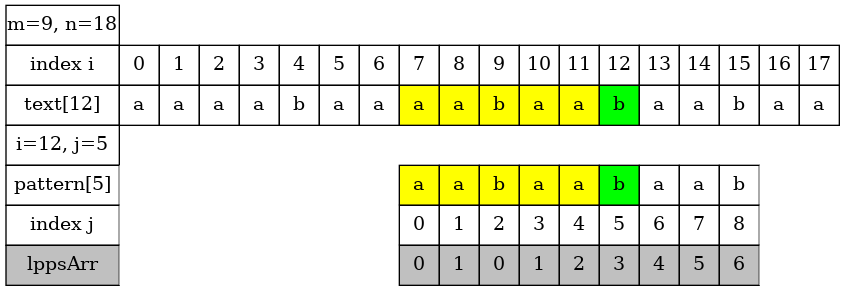 m=9, n=18
index i 0 1 2 3 4 5 6 7 8 9 10 11 12 13 14 15 16 17
text[12] a a a a b a a a a b a a b a a b a a
i=12, j=5
pattern[5] a a b a a b a a b
index j 0 1 2 3 4 5 6 7 8
lppsArr 0 1 0 1 2 3 4 5 6